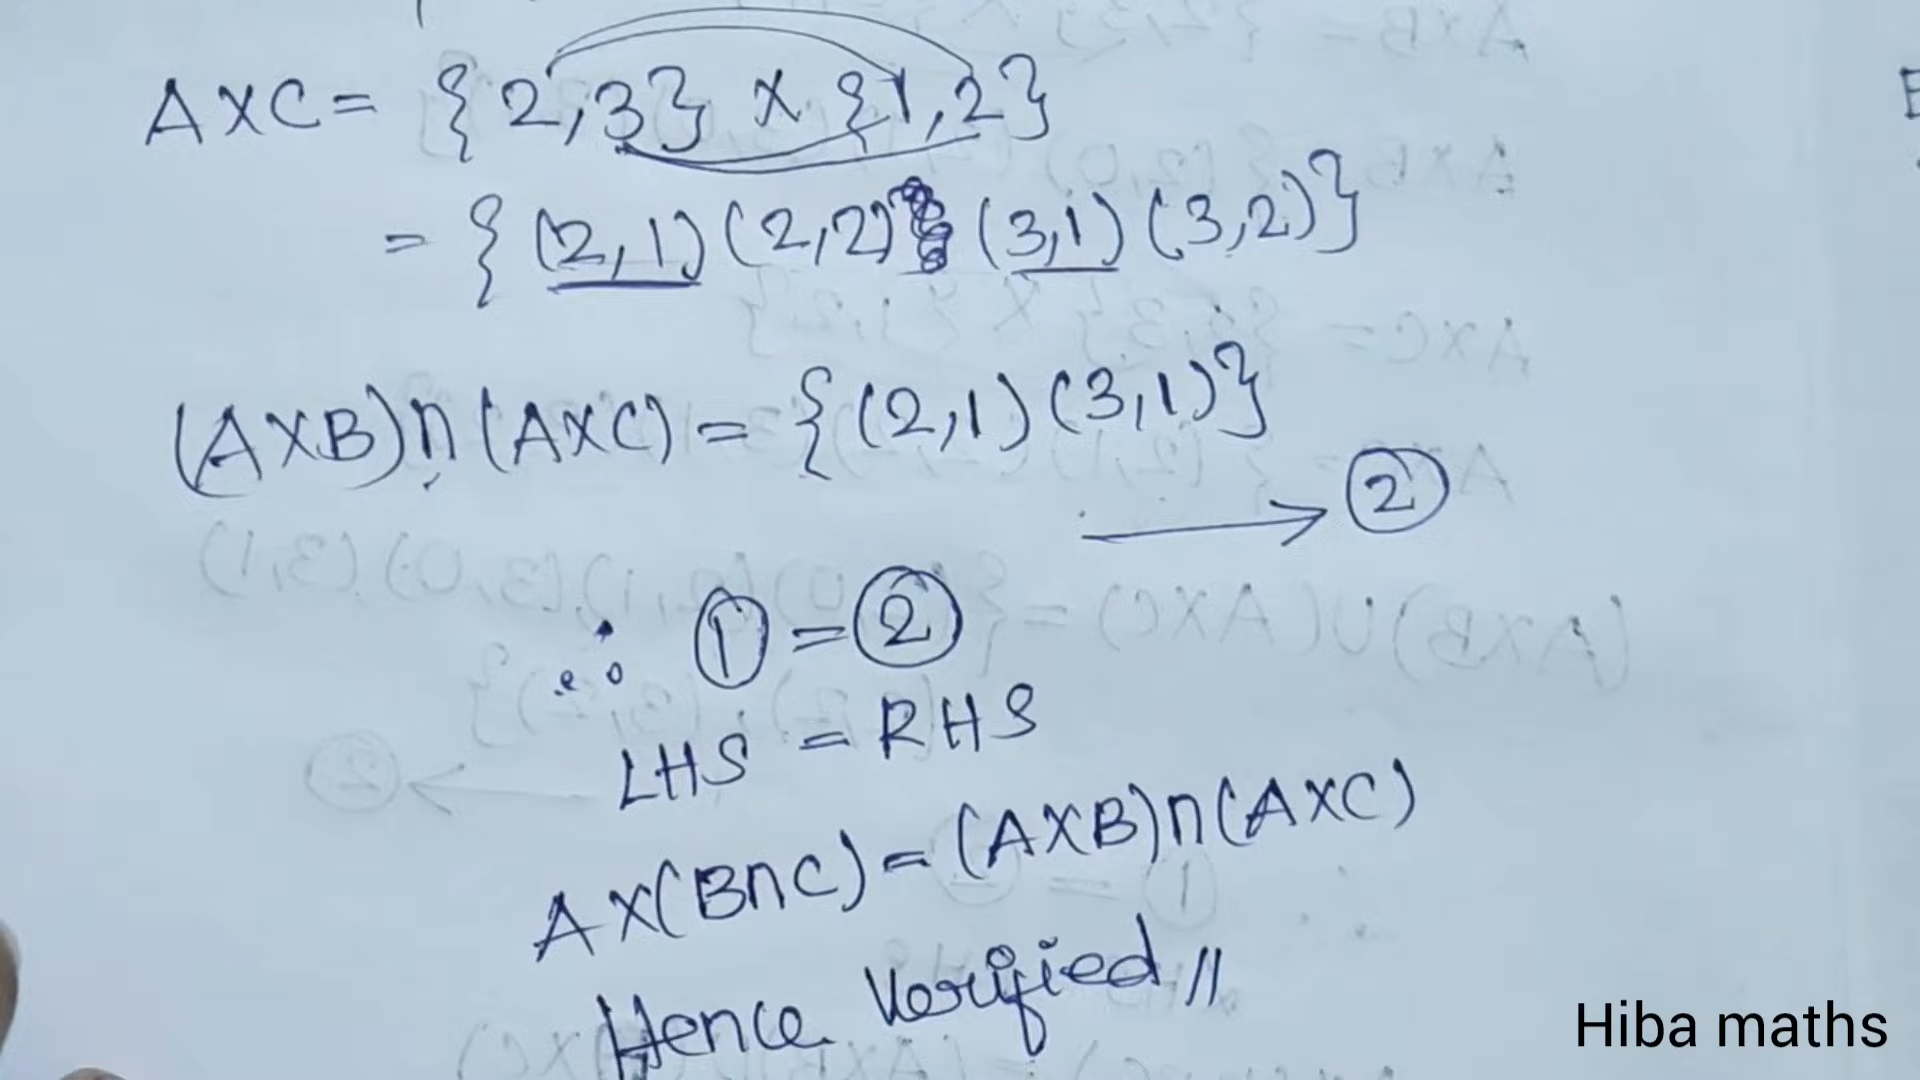 A×C = {2,3} × {1,2}
= {(2,1) (2,2) (3,1) (3,2)}
(A×B)∩(A×C) = {(2,1) (3,1)}
→ ②
∴ ① = ②
LHS = RHS
A×(B∩C) = (A×B)∩(A×C)
Hence Verified //
Hiba maths